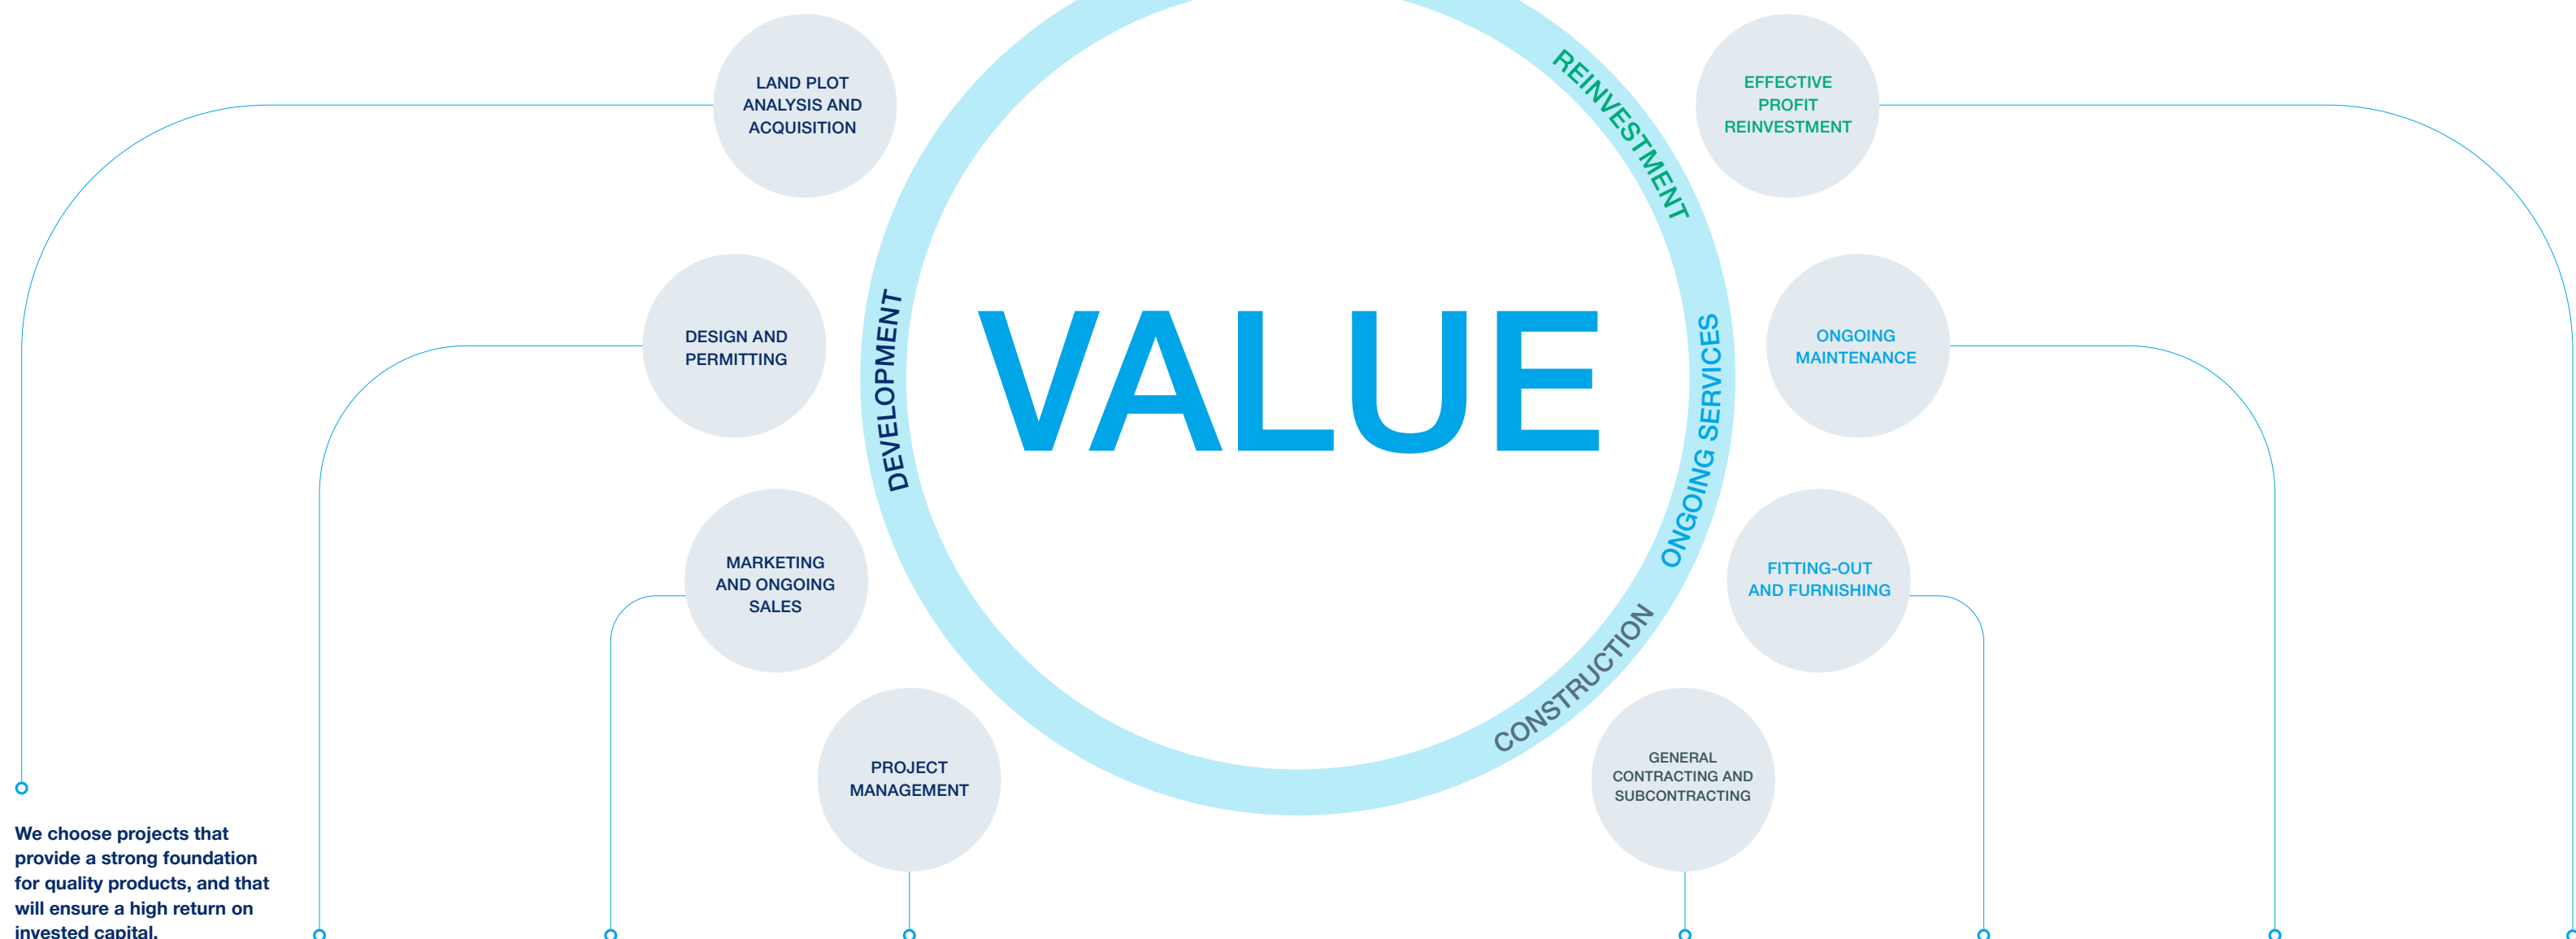 LAND PLOT
ANALYSIS AND
ACQUISITION
DESIGN AND
PERMITTING
MARKETING
AND ONGOING
SALES
PROJECT
MANAGEMENT
DEVELOPMENT
VALUE
REINVESTMENT
ONGOING SERVICES
CONSTRUCTION
EFFECTIVE
PROFIT
REINVESTMENT
ONGOING
MAINTENANCE
FITTING-OUT
AND FURNISHING
GENERAL
CONTRACTING AND
SUBCONTRACTING
We choose projects that
provide a strong foundation
for quality products, and that
will ensure a high return on
invested capital.